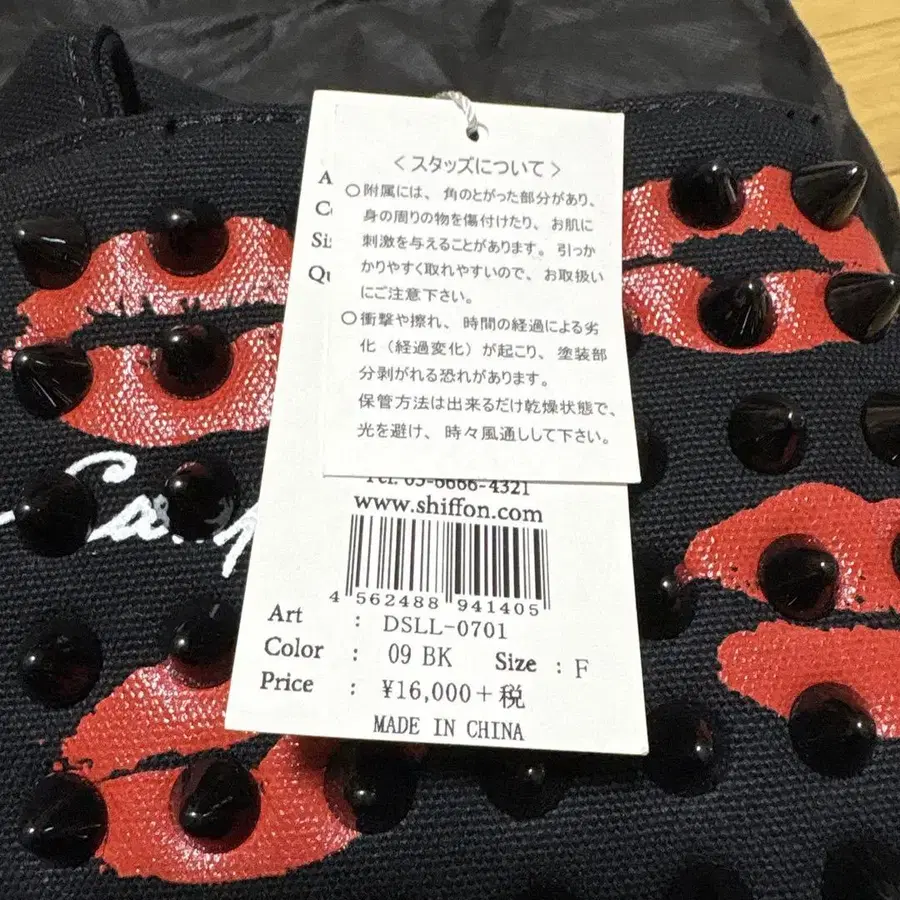 ＜スタッズについて＞
○附属には、角のとがった部分があり、
身の周りの物を傷付けたり、お肌に
刺激を与えることがあります。引っか
かりやすく取れやすいので、お取扱い
にご注意下さい。
○衝撃や擦れ、時間の経過による劣
化（経過変化）が起こり、塗装部
分剥がれる恐れがあります。
保管方法は出来るだけ乾燥状態で、
光を避け、時々風通しして下さい。
Tel. 03-6666-4321
www.shiffon.com
4 562488 941405
Art : DSLL-0701
Color : 09 BK Size : F
Price : ¥16,000+税
MADE IN CHINA